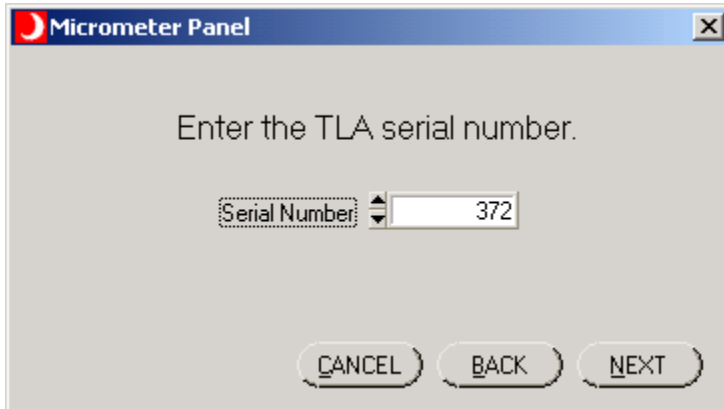 Micrometer Panel
Enter the TLA serial number.
Serial Number 372
CANCEL BACK NEXT